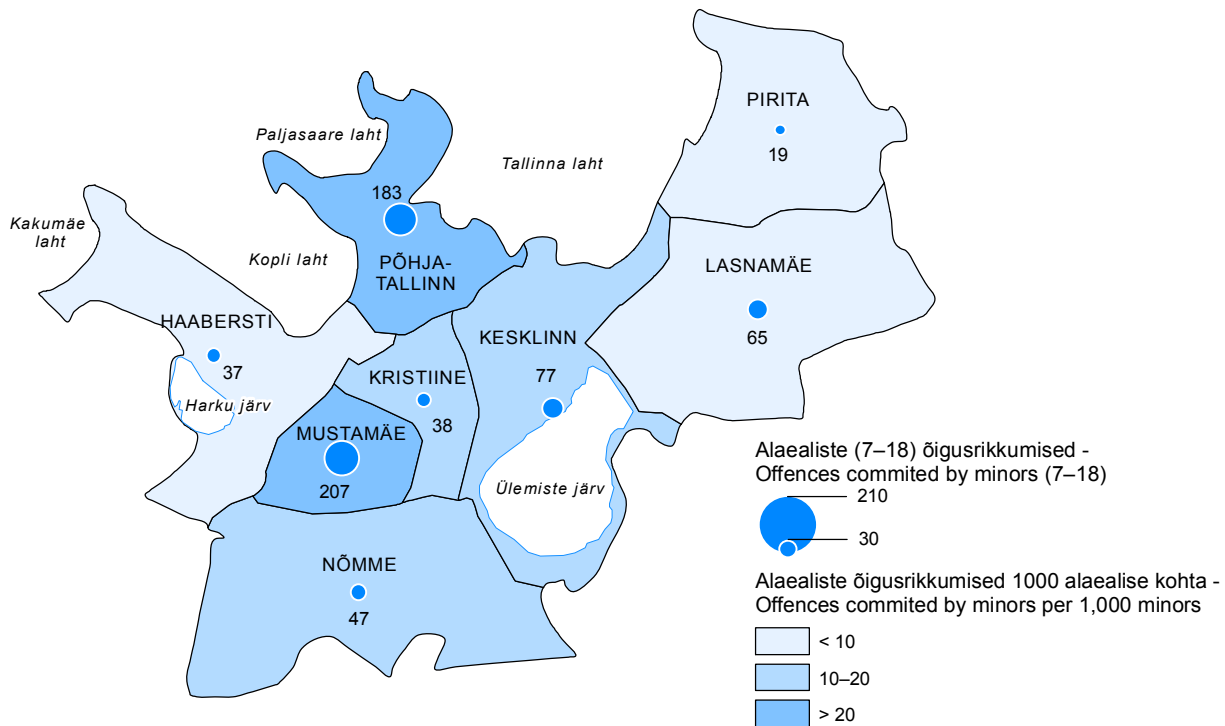 PIRITA
19
Paljasaare laht
Tallinna laht
183
Kakumäe
laht
Kopli laht
PÕHJA-
TALLINN
LASNAMÄE
65
HAABERSTI
37
Harku järv
KESKLINN
77
KRISTIINE
38
MUSTAMÄE
207
Ülemiste järv
NÕMME
47
Alaealiste (7–18) õigusrikkumised -
Offences commited by minors (7–18)
210
30
Alaealiste õigusrikkumised 1000 alaealise kohta -
Offences commited by minors per 1,000 minors
< 10
10–20
> 20